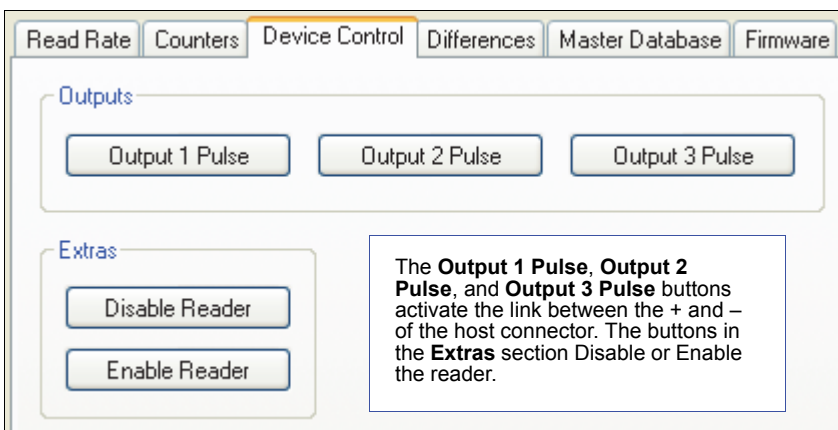 Read Rate Counters Device Control Differences Master Database Firmware
Outputs
Output 1 Pulse Output 2 Pulse Output 3 Pulse
Extras
Disable Reader
Enable Reader
The Output 1 Pulse, Output 2
Pulse, and Output 3 Pulse buttons
activate the link between the + and –
of the host connector. The buttons in
the Extras section Disable or Enable
the reader.